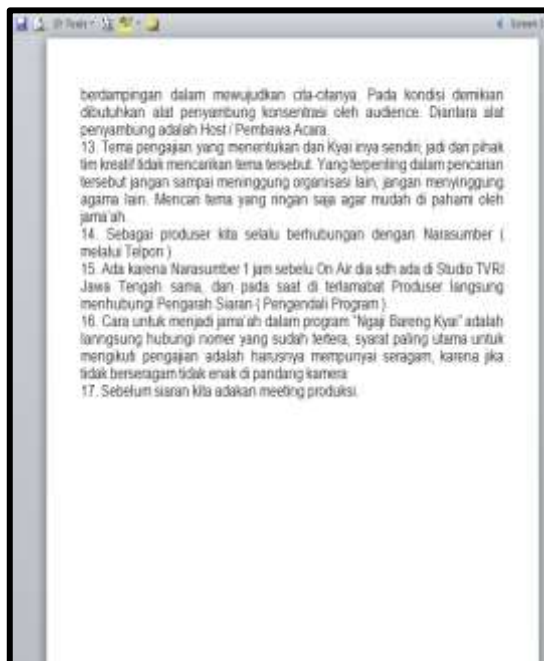 berdampingan dalam mewujudkan cita-citanya. Pada kondisi demikian
dibutuhkan alat penyambung konsentrasi oleh audience. Diantara alat
penyambung adalah Host / Pembawa Acara.
13. Tema pengajian yang menentukan dari Kyai inya sendiri, jadi dari pihak
tim kreatif tidak mencarikan tema tersebut. Yang terpenting dalam pencarian
tersebut jangan sampai meninggung organisasi lain, jangan menyinggung
agama lain. Mencari tema yang ringan saja agar mudah di pahami oleh
jama'ah.
14. Sebagai produser kita selalu berhubungan dengan Narasumber (
melalui Telpon )
15. Ada karena Narasumber 1 jam sebelu On Air dia sdh ada di Studio TVRI
Jawa Tengah sama, dan pada saat di terlamabat Produser langsung
menhubungi Pengarah Siaran ( Pengendali Program ).
16. Cara untuk menjadi jama'ah dalam program "Ngaji Bareng Kyai" adalah
lanngsung hubungi nomer yang sudah tertera, syarat paling utama untuk
mengikuti pengajian adalah harusnya mempunyai seragam, karena jika
tidak berseragam tidak enak di pandang kamera
17. Sebelum siaran kita adakan meeting produksi.